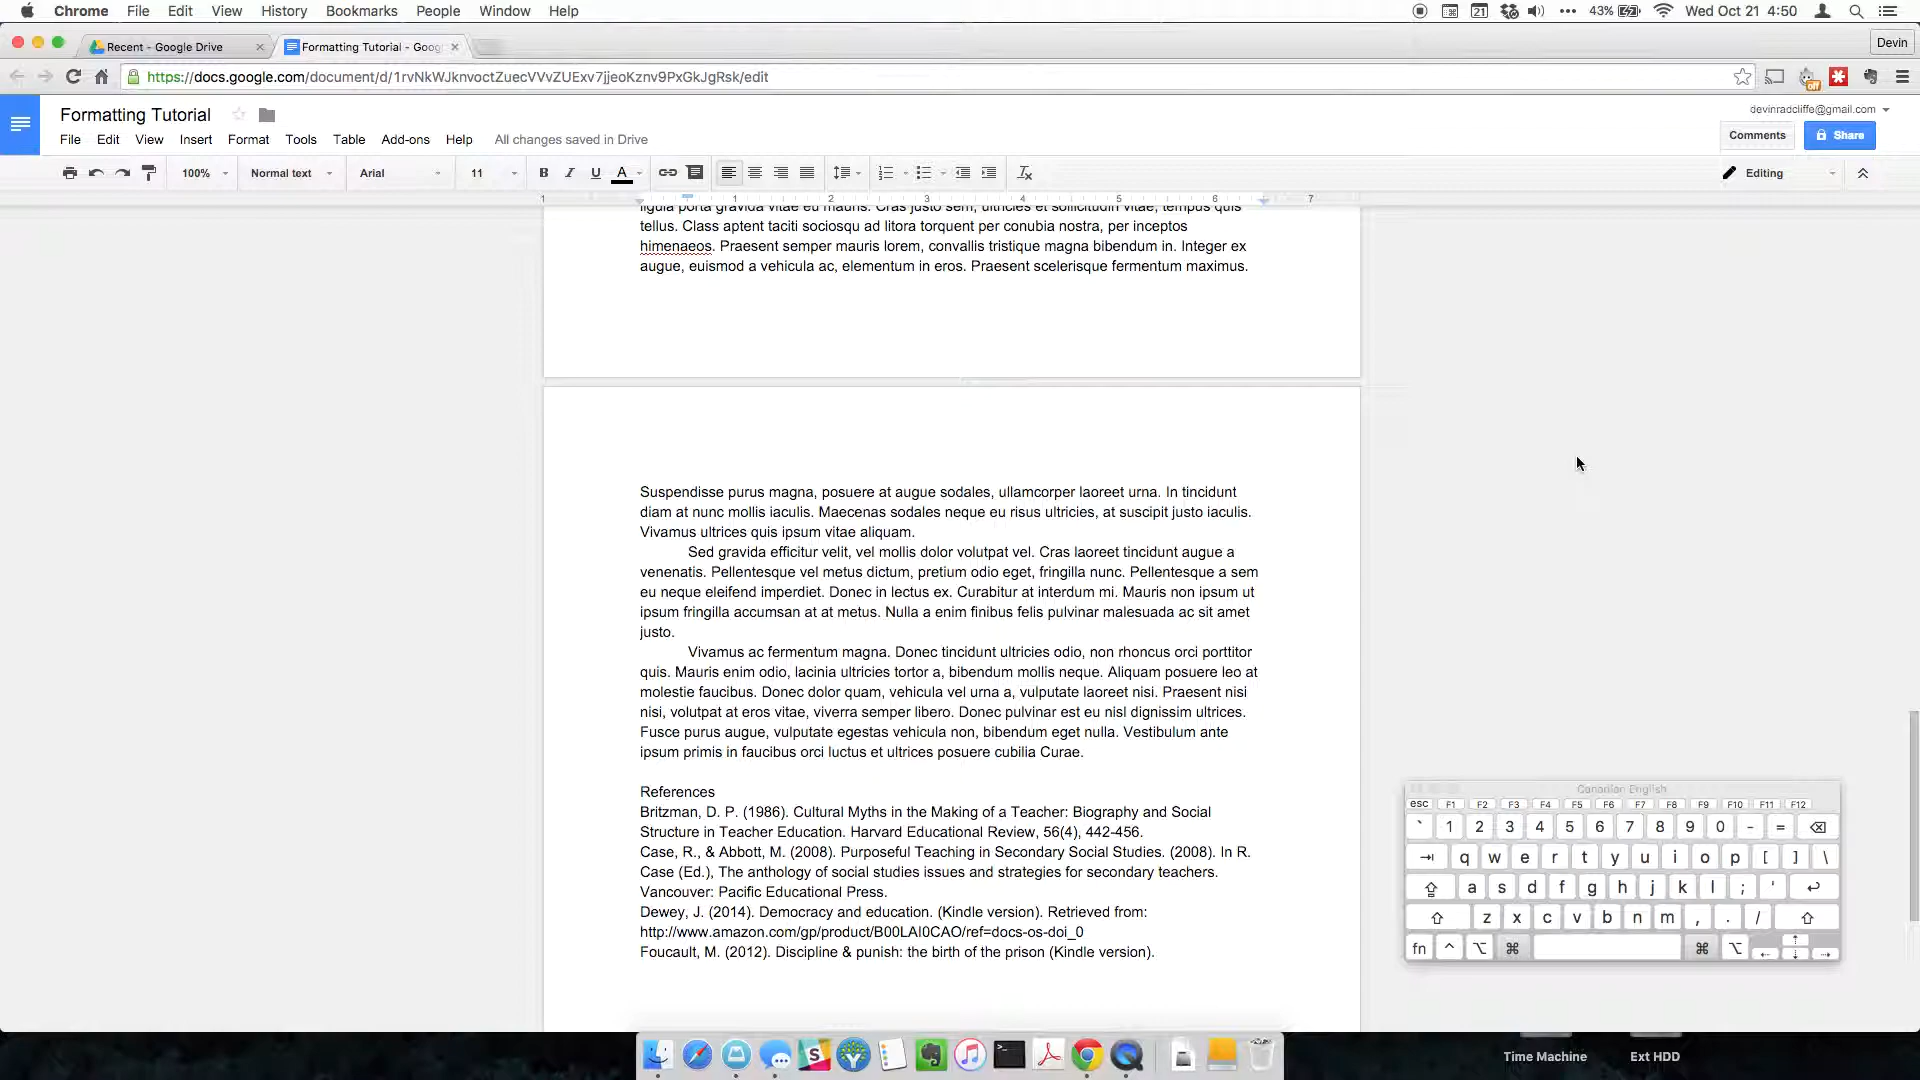 Chrome File Edit View History Bookmarks People Window Help 21 43% Wed Oct 21 4:50
Recent - Google Drive Formatting Tutorial - Goog Devin
https://docs.google.com/document/d/1rvNkWJknvoctZuecVVvZUExv7jjeoKznv9PxGkJgRsk/edit
Formatting Tutorial devinradcliffe@gmail.com
File Edit View Insert Format Tools Table Add-ons Help All changes saved in Drive Comments Share
100% Normal text Arial 11 B I U A Editing
1 1 2 3 4 5 6 7
ligula porta gravida vitae eu mauris. Cras justo sem, ultricies et sollicitudin vitae, tempus quis
tellus. Class aptent taciti sociosqu ad litora torquent per conubia nostra, per inceptos
himenaeos. Praesent semper mauris lorem, convallis tristique magna bibendum in. Integer ex
augue, euismod a vehicula ac, elementum in eros. Praesent scelerisque fermentum maximus.
Suspendisse purus magna, posuere at augue sodales, ullamcorper laoreet urna. In tincidunt
diam at nunc mollis iaculis. Maecenas sodales neque eu risus ultricies, at suscipit justo iaculis.
Vivamus ultrices quis ipsum vitae aliquam.
Sed gravida efficitur velit, vel mollis dolor volutpat vel. Cras laoreet tincidunt augue a
venenatis. Pellentesque vel metus dictum, pretium odio eget, fringilla nunc. Pellentesque a sem
eu neque eleifend imperdiet. Donec in lectus ex. Curabitur at interdum mi. Mauris non ipsum ut
ipsum fringilla accumsan at at metus. Nulla a enim finibus felis pulvinar malesuada ac sit amet
justo.
Vivamus ac fermentum magna. Donec tincidunt ultricies odio, non rhoncus orci porttitor
quis. Mauris enim odio, lacinia ultricies tortor a, bibendum mollis neque. Aliquam posuere leo at
molestie faucibus. Donec dolor quam, vehicula vel urna a, vulputate laoreet nisi. Praesent nisi
nisi, volutpat at eros vitae, viverra semper libero. Donec pulvinar est eu nisl dignissim ultrices.
Fusce purus augue, vulputate egestas vehicula non, bibendum eget nulla. Vestibulum ante
ipsum primis in faucibus orci luctus et ultrices posuere cubilia Curae.
References
Britzman, D. P. (1986). Cultural Myths in the Making of a Teacher: Biography and Social
Structure in Teacher Education. Harvard Educational Review, 56(4), 442-456.
Case, R., & Abbott, M. (2008). Purposeful Teaching in Secondary Social Studies. (2008). In R.
Case (Ed.), The anthology of social studies issues and strategies for secondary teachers.
Vancouver: Pacific Educational Press.
Dewey, J. (2014). Democracy and education. (Kindle version). Retrieved from:
http://www.amazon.com/gp/product/B00LAI0CAO/ref=docs-os-doi_0
Foucault, M. (2012). Discipline & punish: the birth of the prison (Kindle version).
Canadian English
esc F1 F2 F3 F4 F5 F6 F7 F8 F9 F10 F11 F12
` 1 2 3 4 5 6 7 8 9 0 - =
q w e r t y u i o p [ ] \
a s d f g h j k l ; '
z x c v b n m , . /
fn ^ ⌥ ⌘ ⌘ ⌥
Time Machine Ext HDD